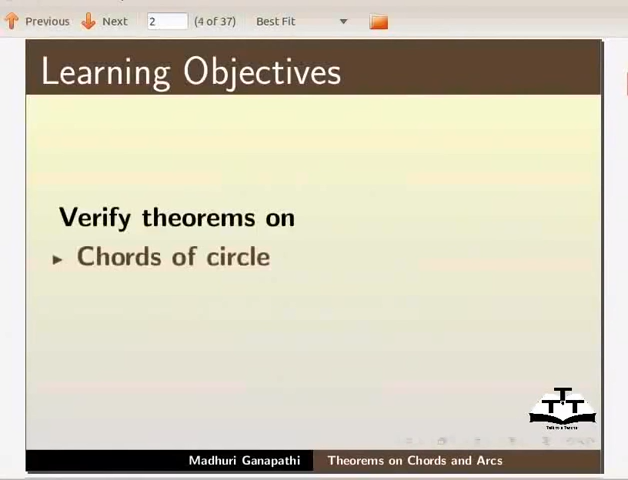 Previous Next 2 (4 of 37) Best Fit
Learning Objectives
Verify theorems on
Chords of circle
TTT
Madhuri Ganapathi Theorems on Chords and Arcs